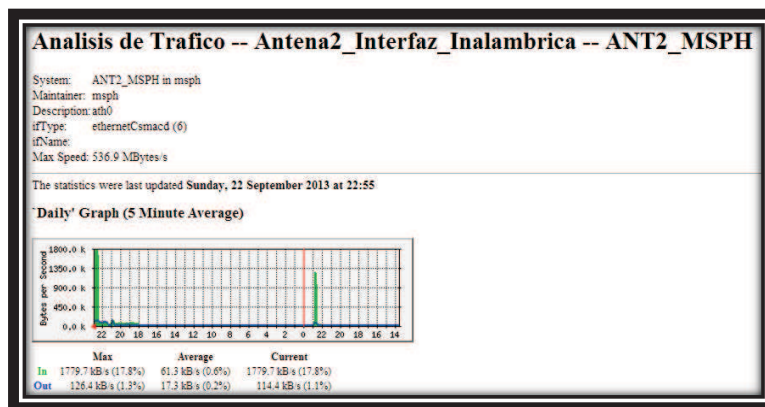 Analisis de Trafico -- Antena2_Interfaz_Inalambrica -- ANT2_MSPH
System: ANT2_MSPH in msph
Maintainer: msph
Description: ath0
ifType: ethernetCsmacd (6)
ifName:
Max Speed: 536.9 MBytes/s
The statistics were last updated Sunday, 22 September 2013 at 22:55
`Daily' Graph (5 Minute Average)
Bytes per Second
1800.0 k
1350.0 k
900.0 k
450.0 k
0.0 k
22 20 18 16 14 12 10 8 6 4 2 0 22 20 18 16 14
Max Average Current
In 1779.7 kB/s (17.8%) 61.3 kB/s (0.6%) 1779.7 kB/s (17.8%)
Out 126.4 kB/s (1.3%) 17.3 kB/s (0.2%) 114.4 kB/s (1.1%)